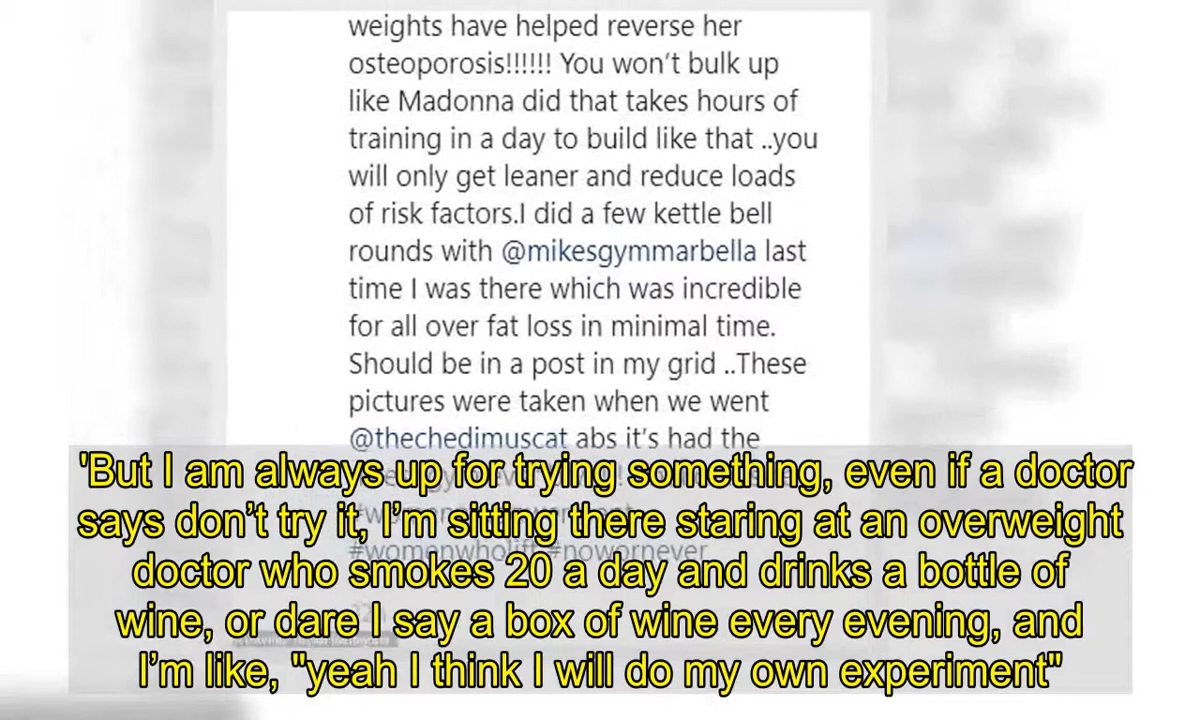 weights have helped reverse her
osteoporosis!!!!!! You won't bulk up
like Madonna did that takes hours of
training in a day to build like that ..you
will only get leaner and reduce loads
of risk factors.I did a few kettle bell
rounds with @mikesgymmarbella last
time I was there which was incredible
for all over fat loss in minimal time.
Should be in a post in my grid ..These
pictures were taken when we went
@thechedimuscat abs it's had the
'But I am always up for trying something, even if a doctor
says don't try it, I'm sitting there staring at an overweight
#womenwholift #nowornever
doctor who smokes 20 a day and drinks a bottle of
wine, or dare I say a box of wine every evening, and
I'm like, "yeah I think I will do my own experiment"